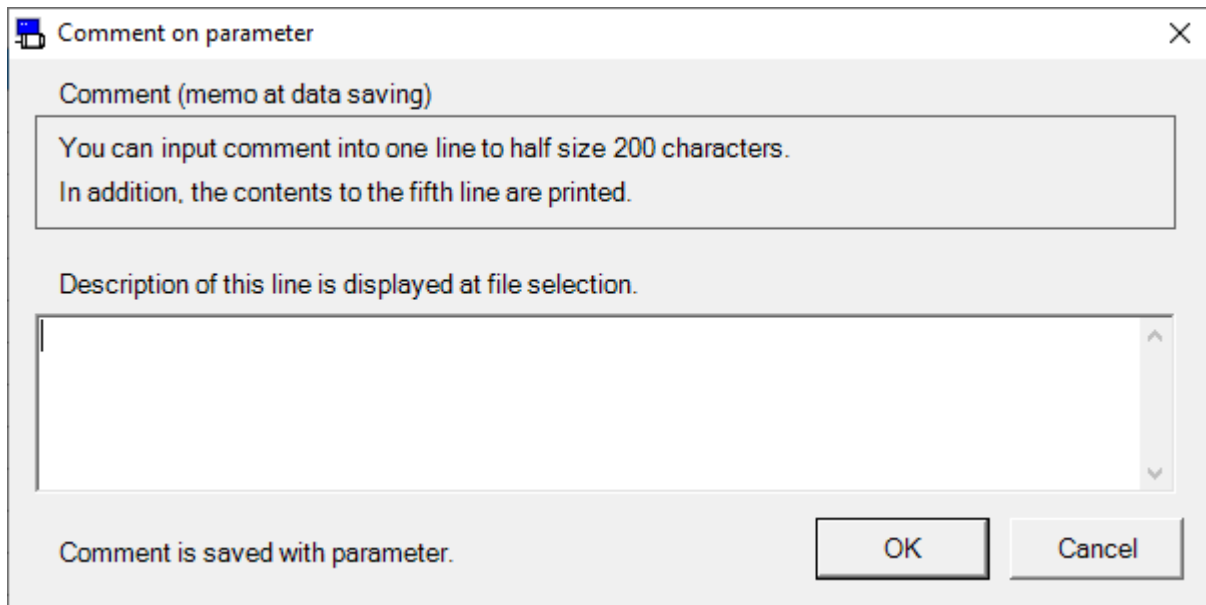 Comment on parameter
Comment (memo at data saving)
You can input comment into one line to half size 200 characters.
In addition, the contents to the fifth line are printed.
Description of this line is displayed at file selection.
Comment is saved with parameter.
OK
Cancel